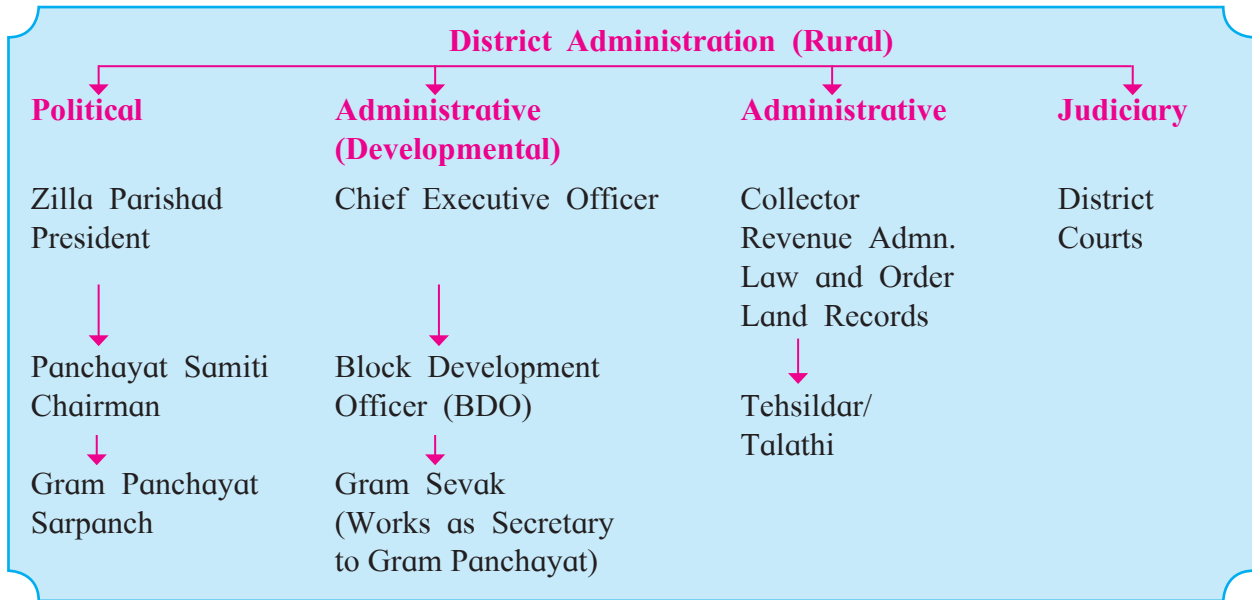 District Administration (Rural)
Political
Administrative
(Developmental)
Administrative
Judiciary
Zilla Parishad
President
Chief Executive Officer
Collector
Revenue Admn.
Law and Order
Land Records
District
Courts
Panchayat Samiti
Chairman
Block Development
Officer (BDO)
Tehsildar/
Talathi
Gram Panchayat
Sarpanch
Gram Sevak
(Works as Secretary
to Gram Panchayat)